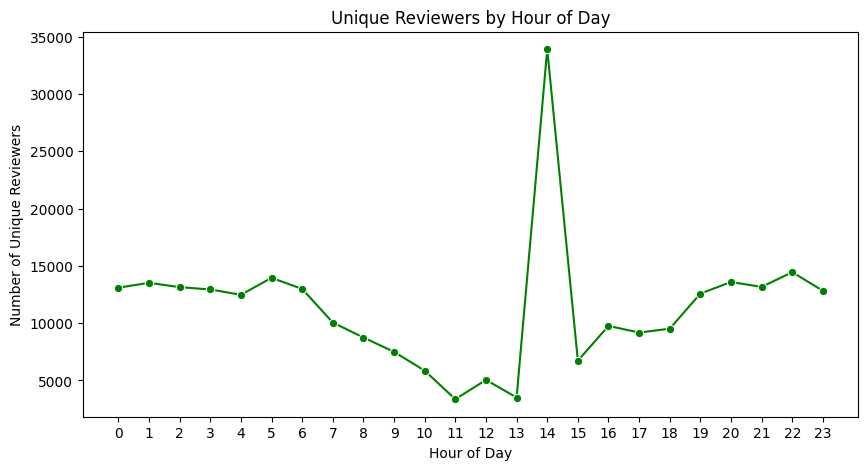 Unique Reviewers by Hour of Day
35000
30000
25000
20000
15000
10000
5000
Number of Unique Reviewers
0 1 2 3 4 5 6 7 8 9 10 11 12 13 14 15 16 17 18 19 20 21 22 23
Hour of Day